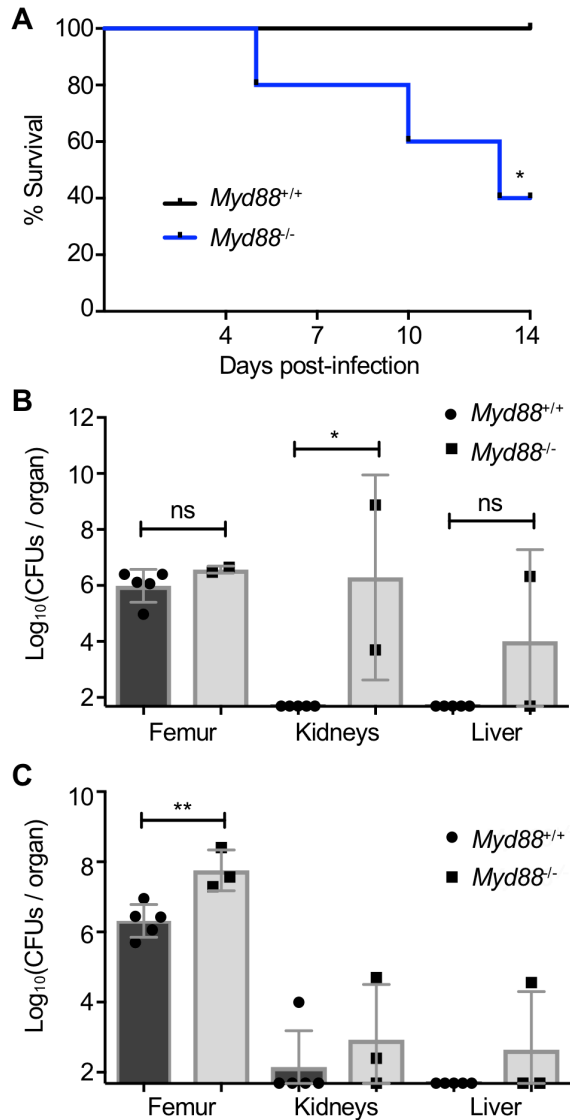 A
100
80
60
40
20
0
% Survival
Myd88+/+
Myd88-/-
*
4 7 10 14
Days post-infection
B
12
10
8
6
4
2
Log10(CFUs / organ)
Myd88+/+
Myd88-/-
ns
*
ns
Femur Kidneys Liver
C
10
8
6
4
2
Log10(CFUs / organ)
**
Myd88+/+
Myd88-/-
Femur Kidneys Liver